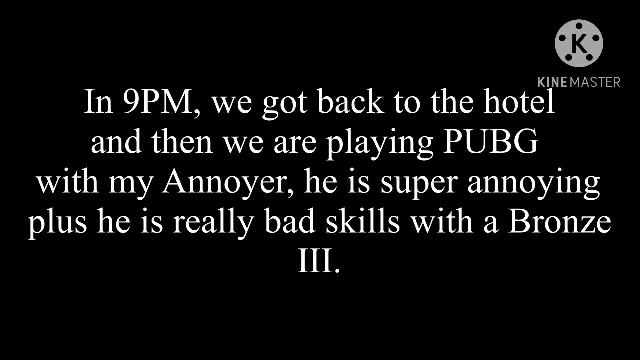 K
KINEMASTER
In 9PM, we got back to the hotel
and then we are playing PUBG
with my Annoyer, he is super annoying
plus he is really bad skills with a Bronze
III.